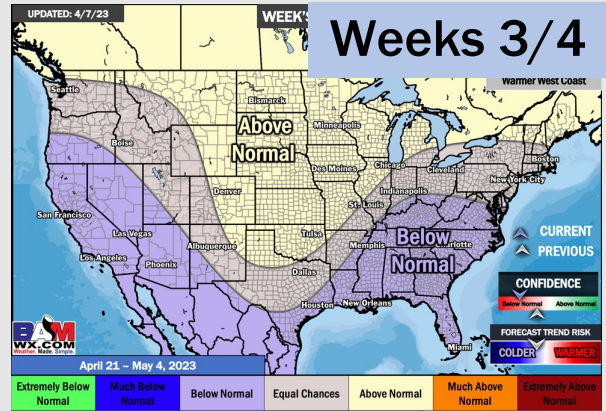 UPDATED: 4/7/23
WEEK'S
Weeks 3/4
Warmer West Coast
Seattle
Bismarck
Above
Normal
Minneapolis
Boise
Boston
Des Moines
Chicago
Cleveland
New York City
Denver
Indianapolis
San Francisco
St. Louis
Las Vegas
Tulsa
Memphis
Below
Normal
Charlotte
CURRENT
PREVIOUS
Los Angeles
Phoenix
Albuquerque
Dallas
Houston
New Orleans
Miami
CONFIDENCE
Below Normal
Above Normal
FORECAST TREND RISK
COLDER
WARMER
BAM
WX.COM
Weather. Made. Simple.
April 21 – May 4, 2023
Extremely Below
Normal
Much Below
Normal
Below Normal
Equal Chances
Above Normal
Much Above
Normal
Extremely Above
Normal